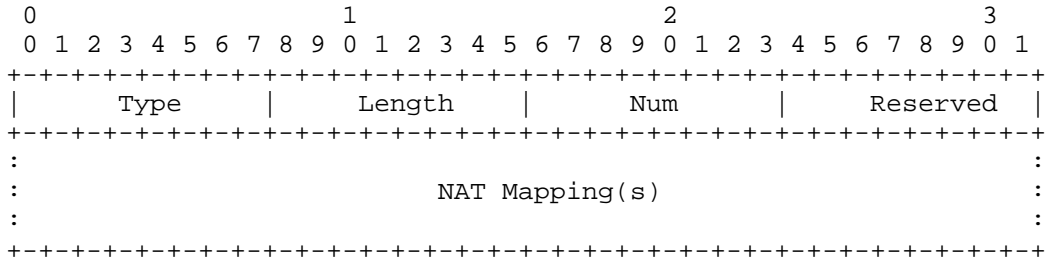 0                   1                   2                   3
 0 1 2 3 4 5 6 7 8 9 0 1 2 3 4 5 6 7 8 9 0 1 2 3 4 5 6 7 8 9 0 1
+-+-+-+-+-+-+-+-+-+-+-+-+-+-+-+-+-+-+-+-+-+-+-+-+-+-+-+-+-+-+-+-+
|      Type     |     Length    |      Num      |     Reserved  |
+-+-+-+-+-+-+-+-+-+-+-+-+-+-+-+-+-+-+-+-+-+-+-+-+-+-+-+-+-+-+-+-+
:                                                               :
:                          NAT Mapping(s)                       :
:                                                               :
+-+-+-+-+-+-+-+-+-+-+-+-+-+-+-+-+-+-+-+-+-+-+-+-+-+-+-+-+-+-+-+-+